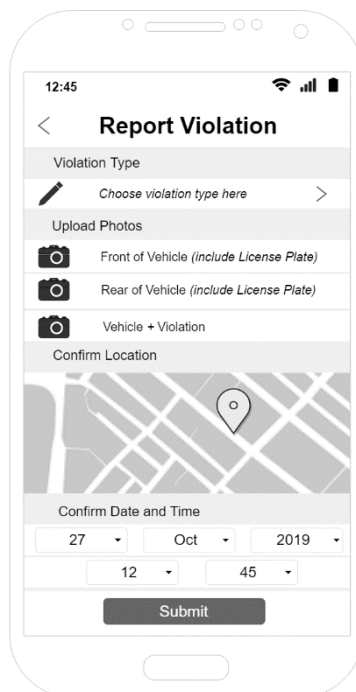 12:45
Report Violation
Violation Type
Choose violation type here
Upload Photos
Front of Vehicle (include License Plate)
Rear of Vehicle (include License Plate)
Vehicle + Violation
Confirm Location
Confirm Date and Time
27 Oct 2019
12 45
Submit